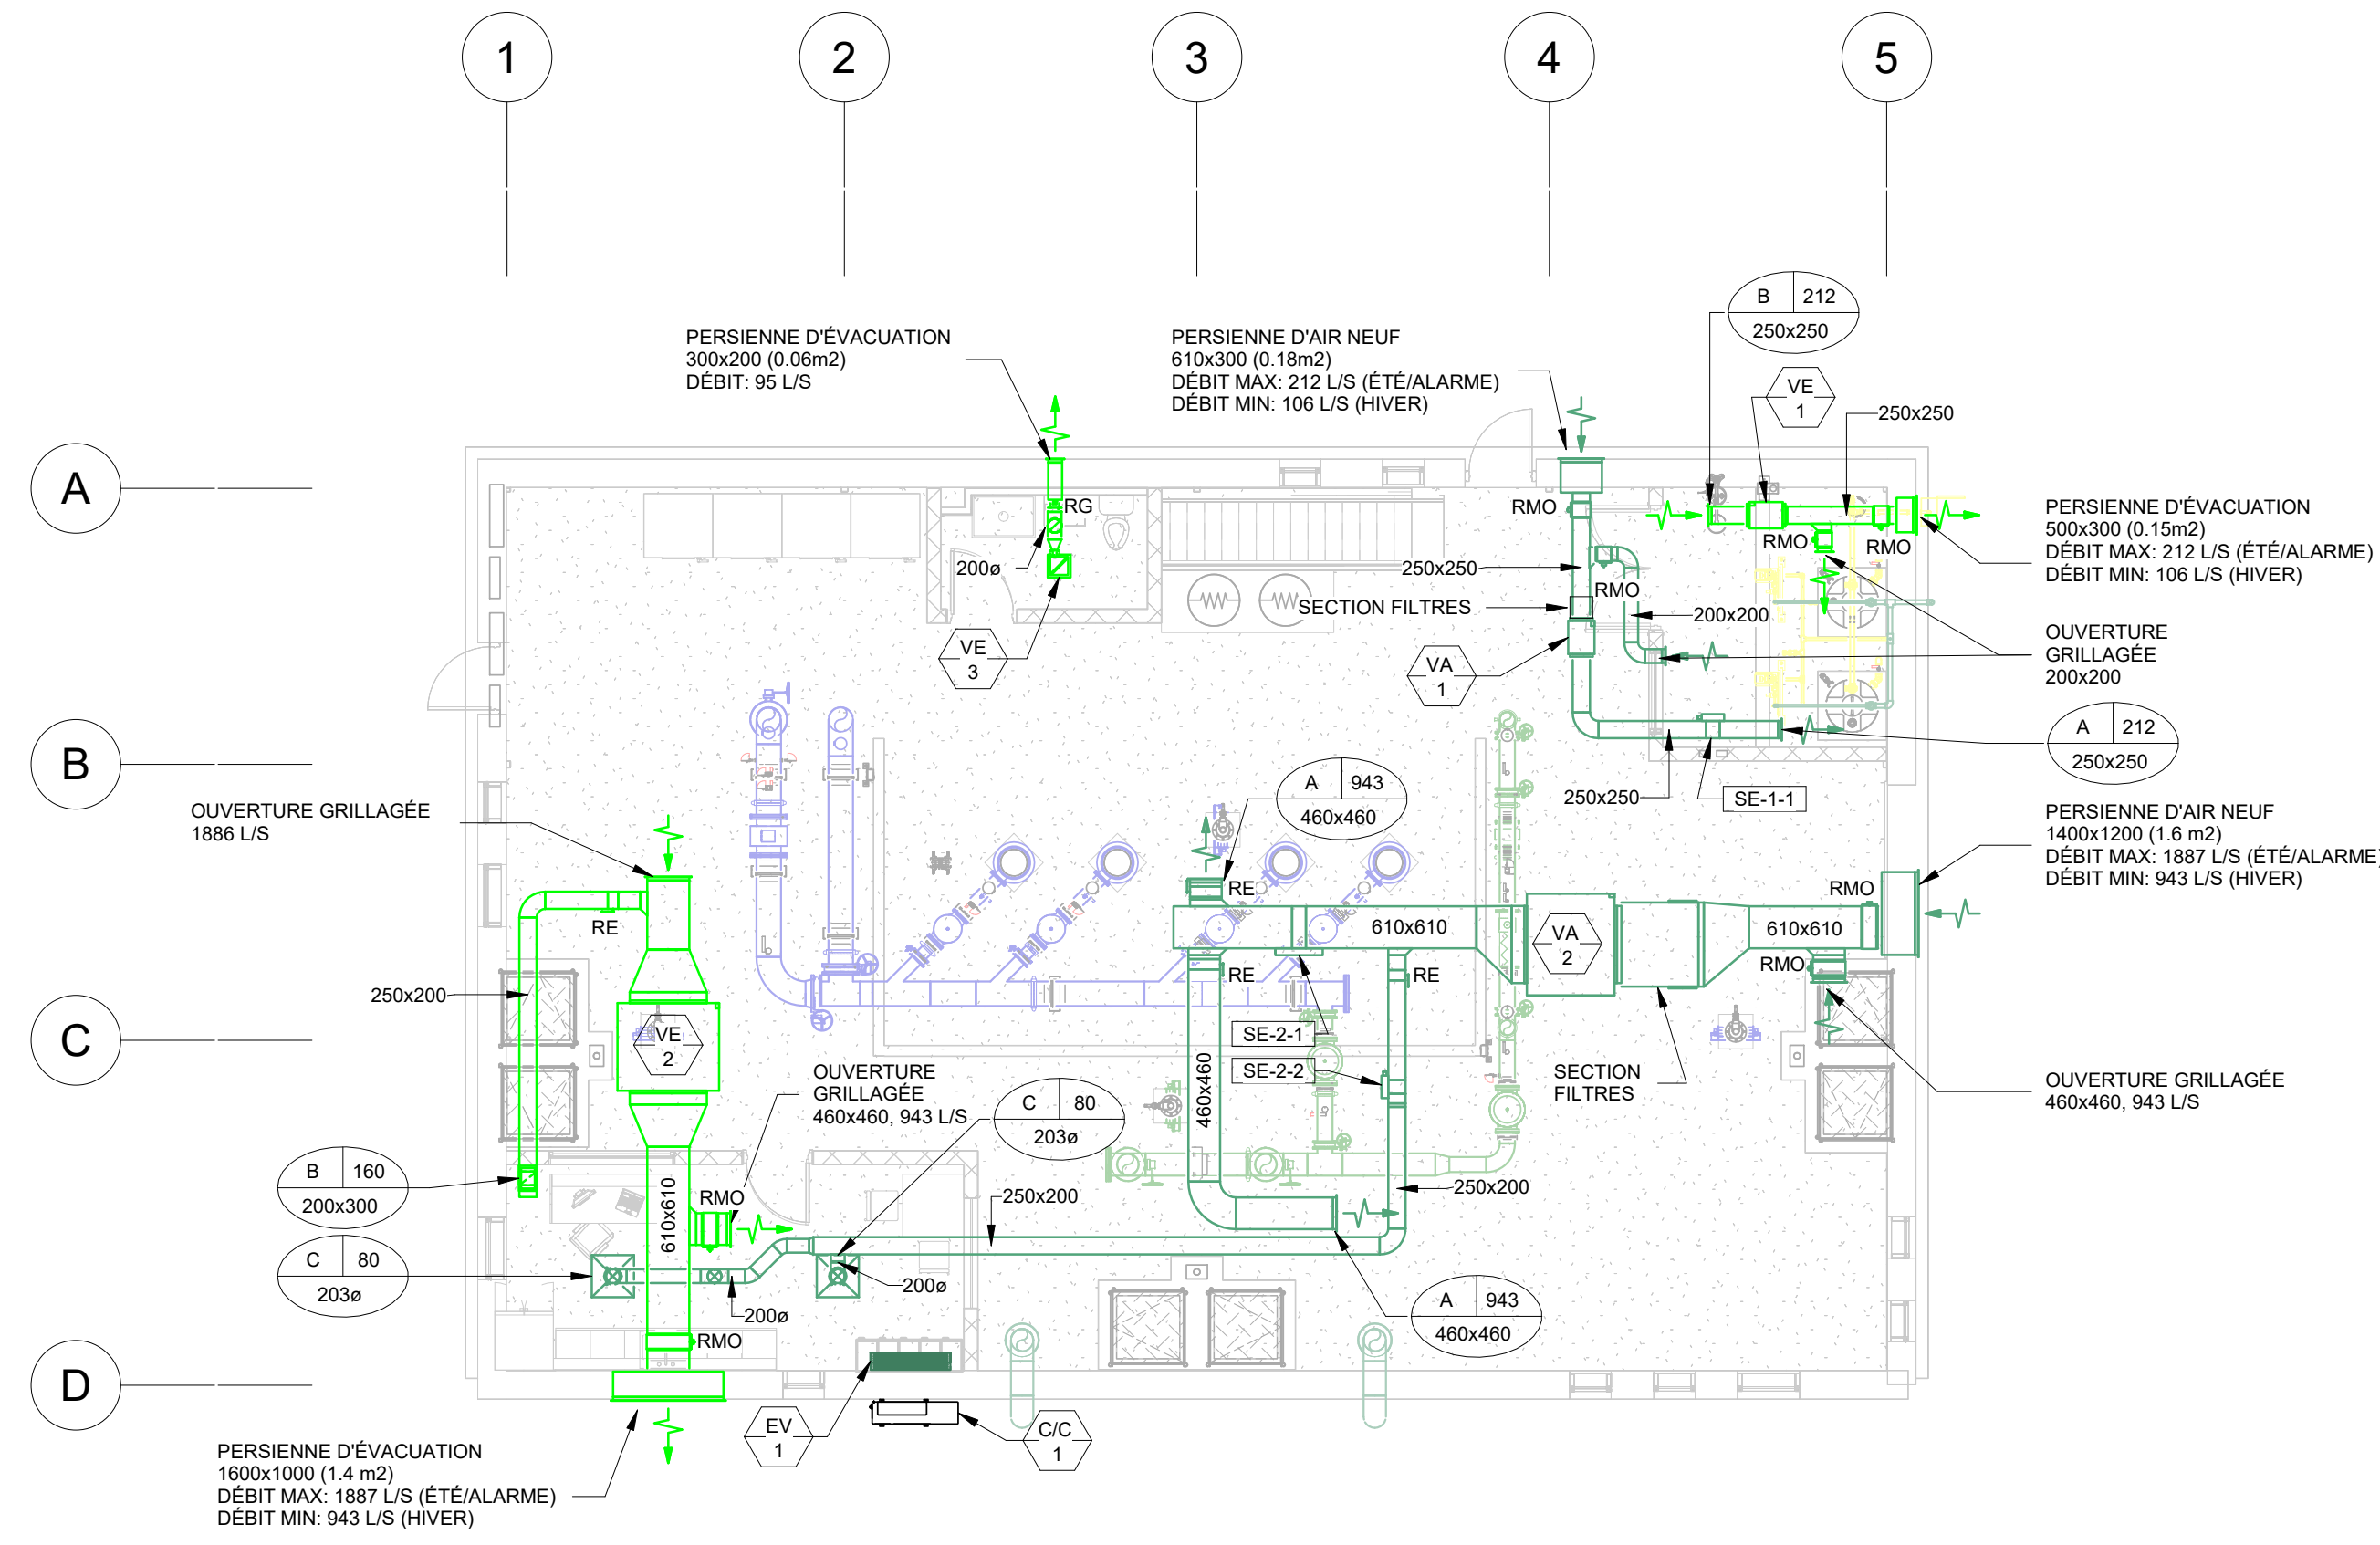 1
2
3
4
5
A
B
C
D
PERSIENNE D'ÉVACUATION
300x200 (0.06m2)
DÉBIT: 95 L/S
PERSIENNE D'AIR NEUF
610x300 (0.18m2)
DÉBIT MAX: 212 L/S (ÉTÉ/ALARME)
DÉBIT MIN: 106 L/S (HIVER)
B 212
250x250
VE
1
250x250
PERSIENNE D'ÉVACUATION
500x300 (0.15m2)
DÉBIT MAX: 212 L/S (ÉTÉ/ALARME)
DÉBIT MIN: 106 L/S (HIVER)
RG
RMO
RMO
RMO
200ø
250x250
RMO
SECTION FILTRES
200x200
OUVERTURE
GRILLAGÉE
200x200
VE
3
VA
1
A 212
250x250
250x250
SE-1-1
A 943
460x460
OUVERTURE GRILLAGÉE
1886 L/S
PERSIENNE D'AIR NEUF
1400x1200 (1.6 m2)
DÉBIT MAX: 1887 L/S (ÉTÉ/ALARME)
DÉBIT MIN: 943 L/S (HIVER)
RE
RE
RMO
610x610
VA
2
610x610
RE
RE
RMO
250x200
VE
2
SE-2-1
SE-2-2
460x460
SECTION
FILTRES
OUVERTURE
GRILLAGÉE
460x460, 943 L/S
C 80
203ø
OUVERTURE GRILLAGÉE
460x460, 943 L/S
B 160
200x300
610x610
RMO
250x200
250x200
C 80
203ø
200ø
200ø
RMO
A 943
460x460
EV
1
C/C
1
PERSIENNE D'ÉVACUATION
1600x1000 (1.4 m2)
DÉBIT MAX: 1887 L/S (ÉTÉ/ALARME)
DÉBIT MIN: 943 L/S (HIVER)